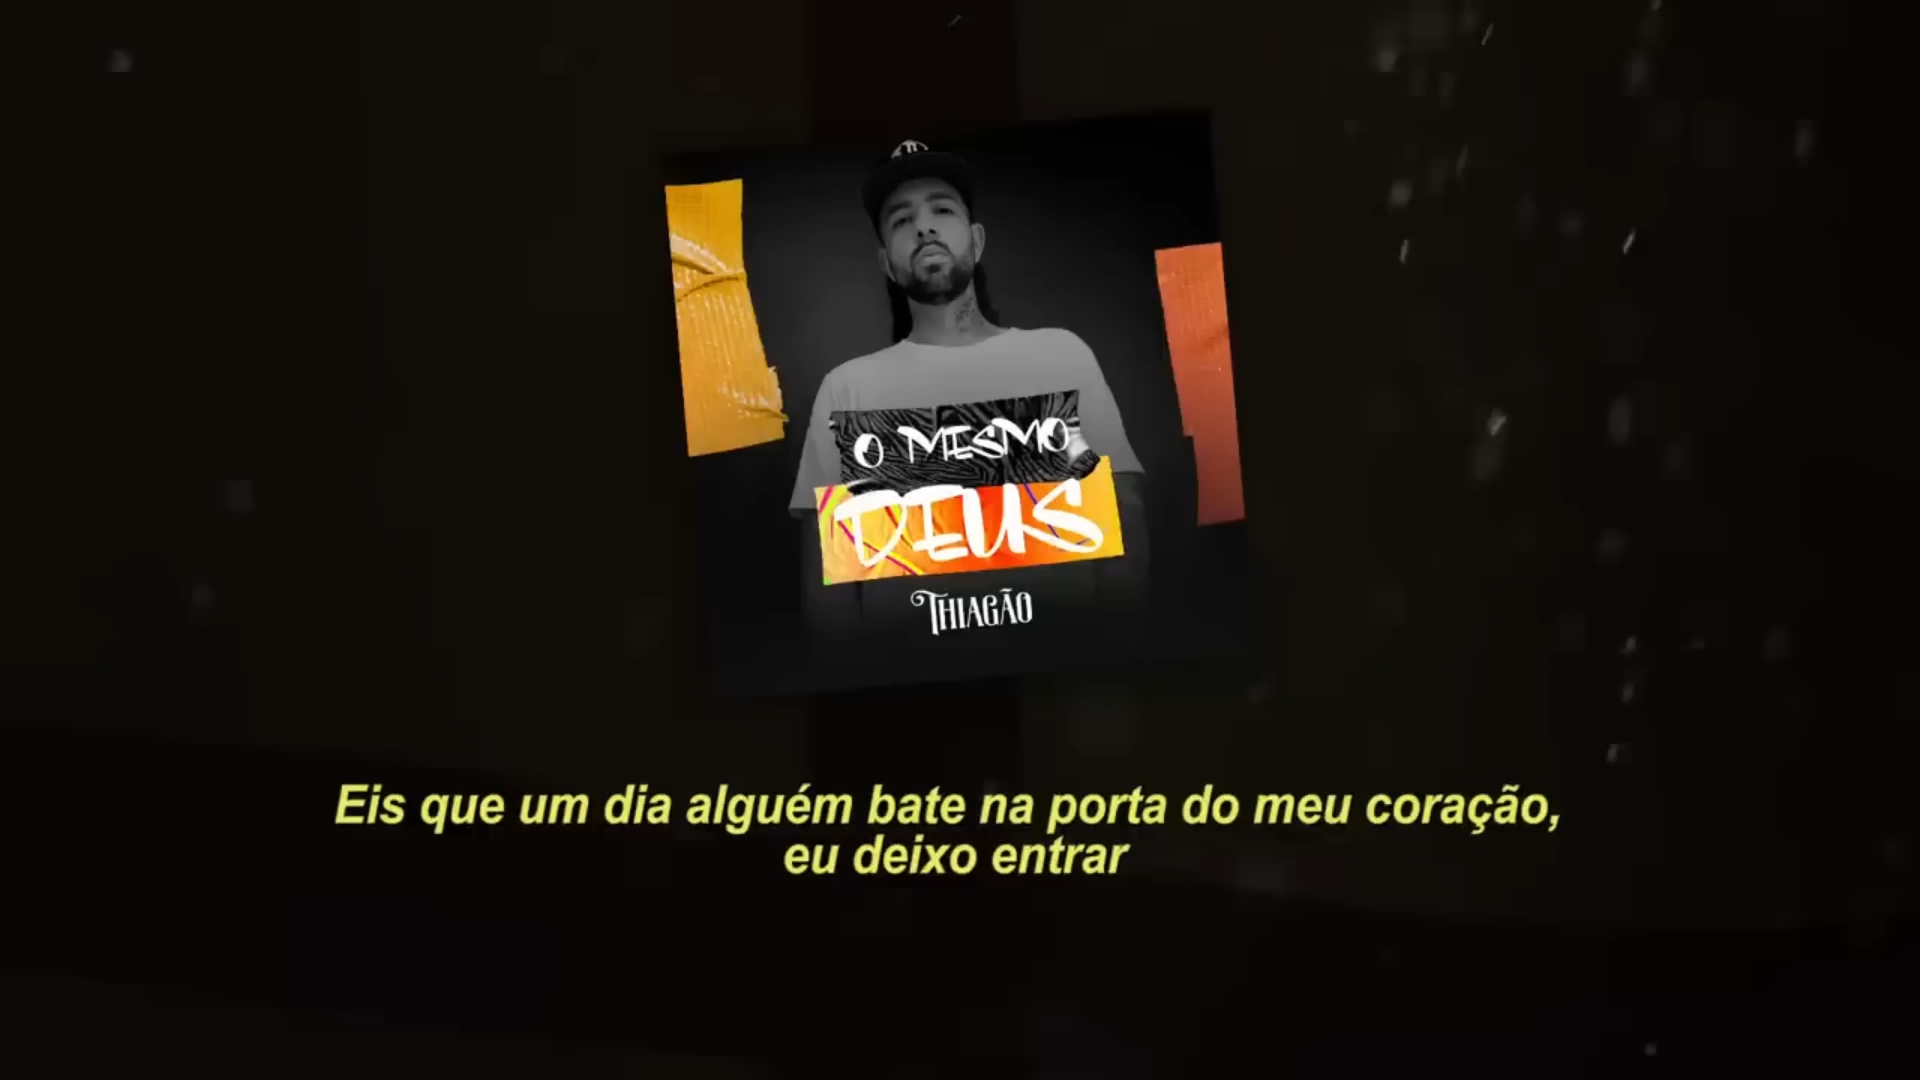 O MESMO
DEUS
THIAGÃO
Eis que um dia alguém bate na porta do meu coração,
eu deixo entrar